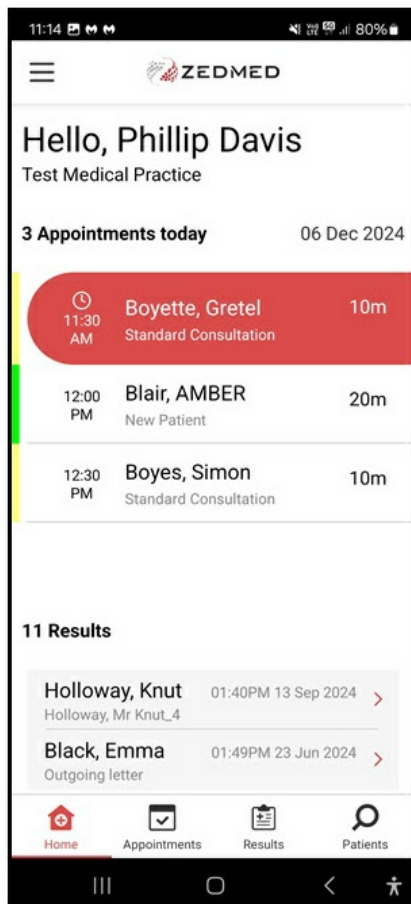 11:14 80%
ZEDMED
Hello, Phillip Davis
Test Medical Practice
3 Appointments today 06 Dec 2024
11:30 AM Boyette, Gretel 10m
Standard Consultation
12:00 PM Blair, AMBER 20m
New Patient
12:30 PM Boyes, Simon 10m
Standard Consultation
11 Results
Holloway, Knut 01:40PM 13 Sep 2024
Holloway, Mr Knut_4
Black, Emma 01:49PM 23 Jun 2024
Outgoing letter
Home Appointments Results Patients